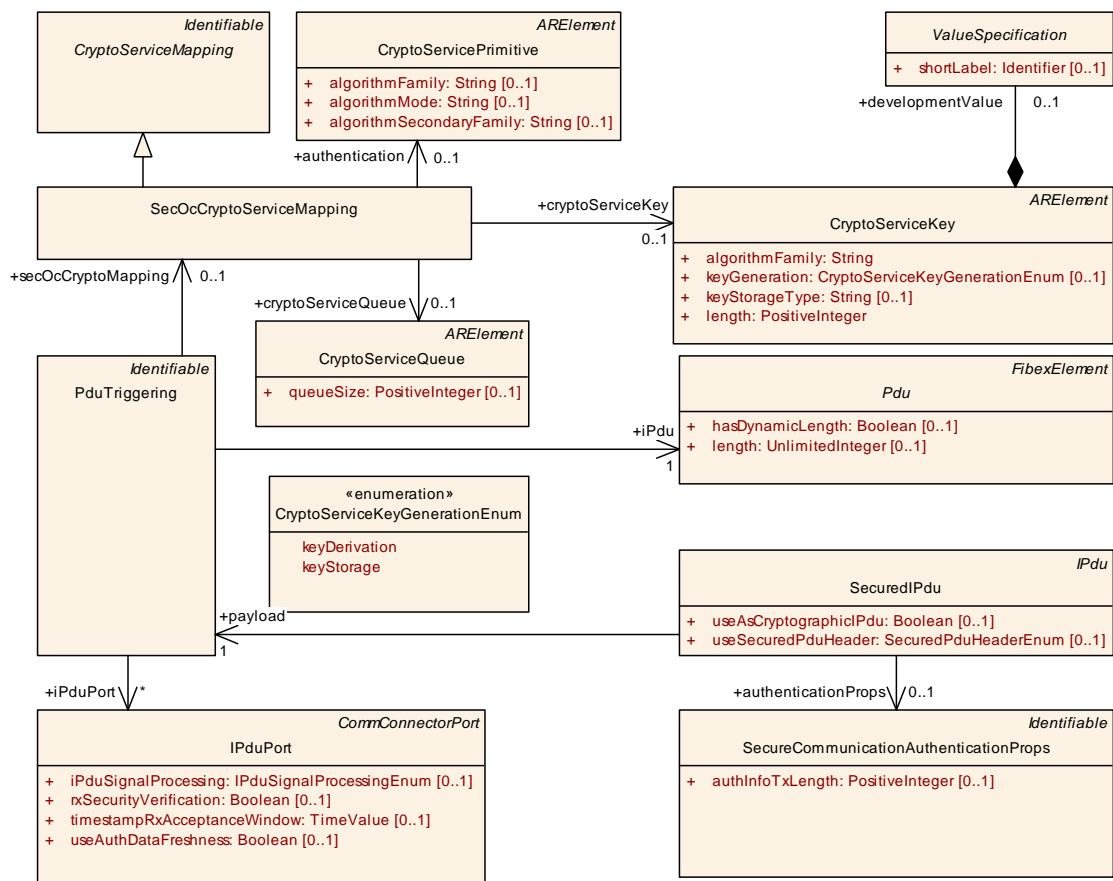 Identifiable
CryptoServiceMapping
ARElement
CryptoServicePrimitive
+ algorithmFamily: String [0..1]
+ algorithmMode: String [0..1]
+ algorithmSecondaryFamily: String [0..1]
ValueSpecification
+ shortLabel: Identifier [0..1]
+developmentValue
0..1
+authentication
0..1
SecOcCryptoServiceMapping
+cryptoServiceKey
0..1
ARElement
CryptoServiceKey
+ algorithmFamily: String
+ keyGeneration: CryptoServiceKeyGenerationEnum [0..1]
+ keyStorageType: String [0..1]
+ length: PositiveInteger
+secOcCryptoMapping
0..1
+cryptoServiceQueue
0..1
ARElement
CryptoServiceQueue
+ queueSize: PositiveInteger [0..1]
Identifiable
PduTriggering
FibexElement
Pdu
+ hasDynamicLength: Boolean [0..1]
+ length: UnlimitedInteger [0..1]
+iPdu
1
«enumeration»
CryptoServiceKeyGenerationEnum
keyDerivation
keyStorage
IPdu
SecuredIPdu
+ useAsCryptographicIPdu: Boolean [0..1]
+ useSecuredPduHeader: SecuredPduHeaderEnum [0..1]
+payload
1
+iPduPort
*
+authenticationProps
0..1
CommConnectorPort
IPduPort
+ iPduSignalProcessing: IPduSignalProcessingEnum [0..1]
+ rxSecurityVerification: Boolean [0..1]
+ timestampRxAcceptanceWindow: TimeValue [0..1]
+ useAuthDataFreshness: Boolean [0..1]
Identifiable
SecureCommunicationAuthenticationProps
+ authInfoTxLength: PositiveInteger [0..1]